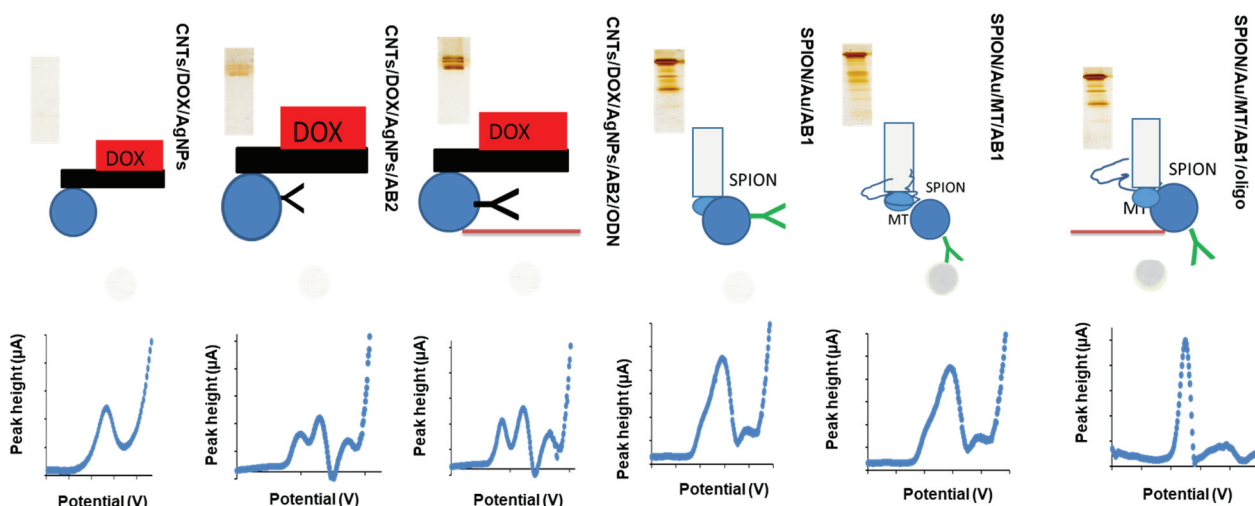 CNTs/DOX/AgNPs
DOX
Peak height (µA)
Potential (V)
CNTs/DOX/AgNPs/AB2
DOX
Peak height (µA)
Potential (V)
CNTs/DOX/AgNPs/AB2/ODN
DOX
Peak height (µA)
Potential (V)
SPION/Au/AB1
SPION
Peak height (µA)
Potential (V)
SPION/Au/MT/AB1
SPION
MT
Peak height (µA)
Potential (V)
SPION/Au/MT/AB1/oligo
SPION
MT
Peak height (µA)
Potential (V)